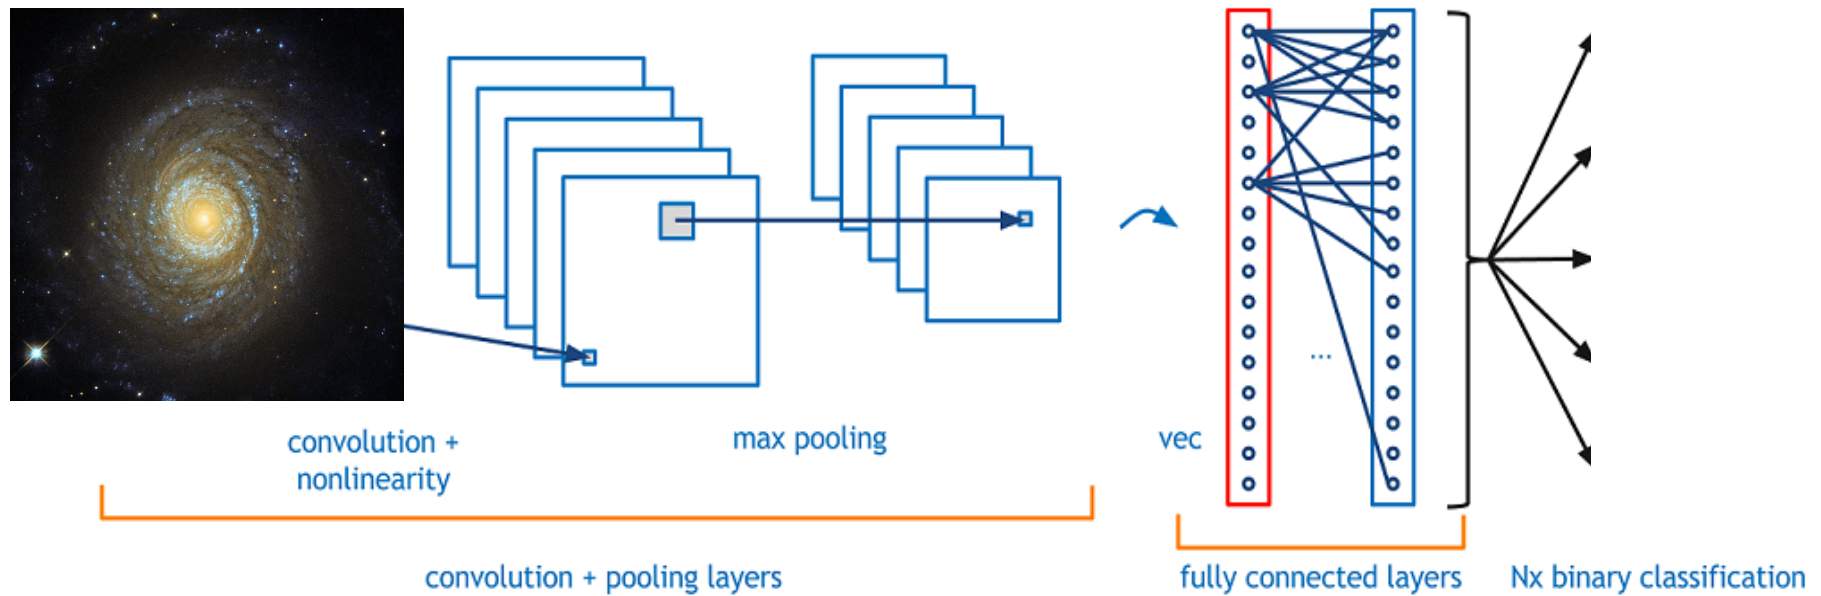 convolution +
nonlinearity
max pooling
vec
...
convolution + pooling layers
fully connected layers
Nx binary classification